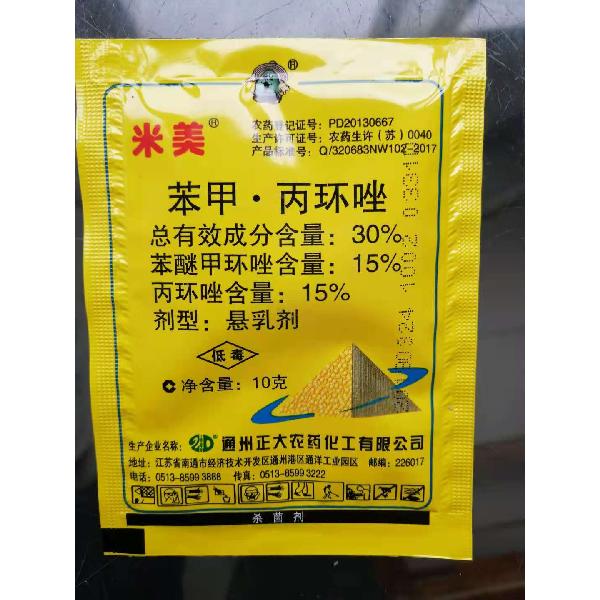 农药登记证号：PD20130667
生产许可证号：农药生许（苏）0040
产品标准号：Q/320683NW102-2017
米美®
苯甲·丙环唑
总有效成分含量：30%
苯醚甲环唑含量：15%
丙环唑含量：15%
剂型：悬乳剂
低毒
净含量：10克
生产企业名称：通州正大农药化工有限公司
地址：江苏省南通市经济技术开发区通州港区通洋工业园区 邮编：226017
电话：0513-8599 3888 传真：0513-8599 3222
杀菌剂